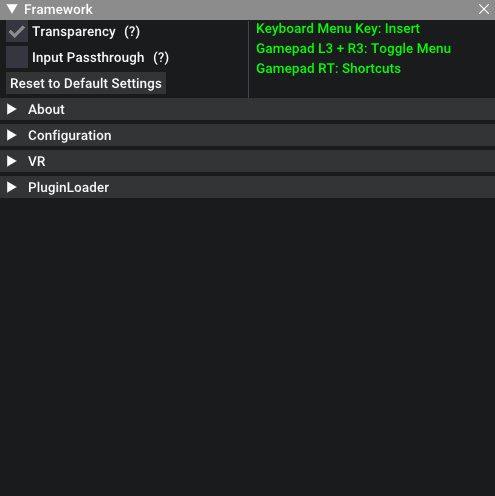 Framework
Transparency (?)
Input Passthrough (?)
Reset to Default Settings
Keyboard Menu Key: Insert
Gamepad L3 + R3: Toggle Menu
Gamepad RT: Shortcuts
About
Configuration
VR
PluginLoader